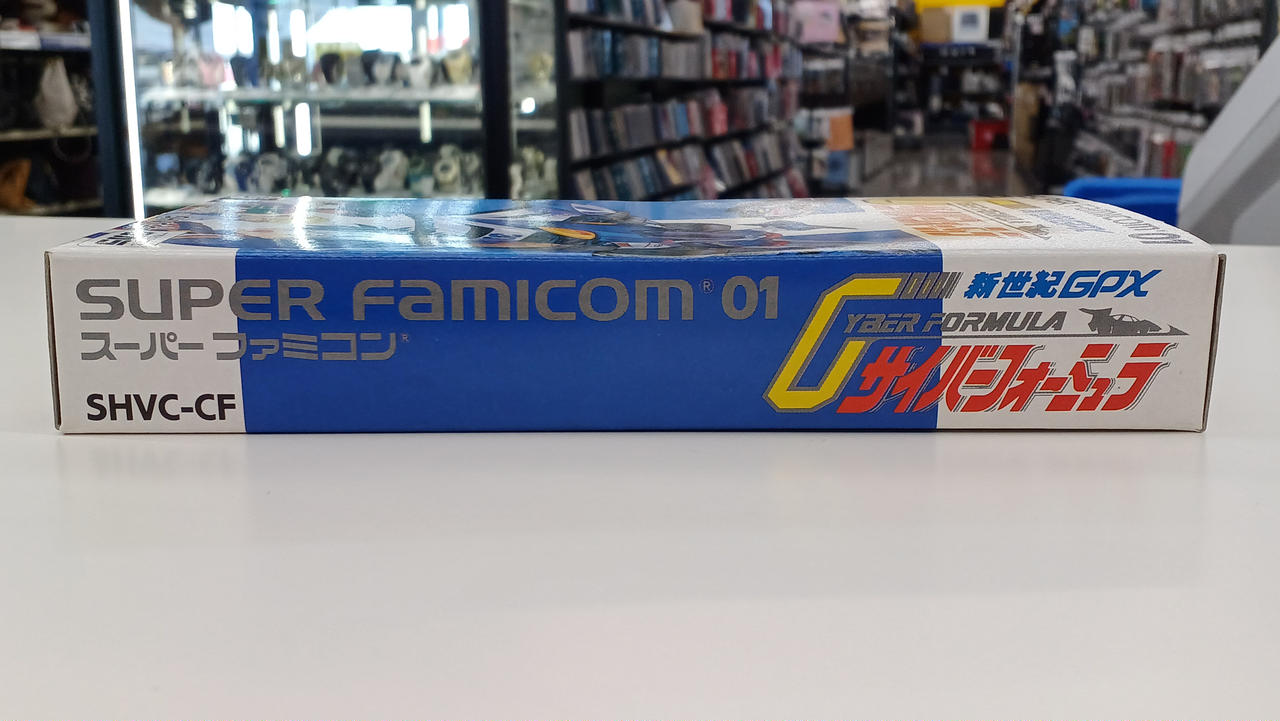 SUPER FAMICOM® 01
スーパーファミコン®
SHVC-CF
新世紀GPX
CYBER FORMULA
サイバーフォーミュラ